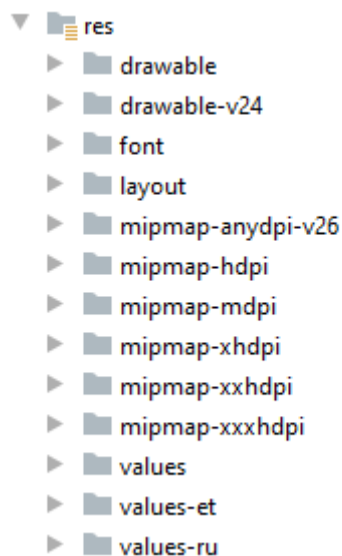 res
drawable
drawable-v24
font
layout
mipmap-anydpi-v26
mipmap-hdpi
mipmap-mdpi
mipmap-xhdpi
mipmap-xxhdpi
mipmap-xxxhdpi
values
values-et
values-ru